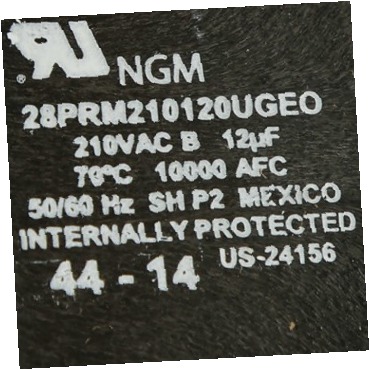 RU® NGM
28PRM210120UGEO
210VAC B 12µF
70°C 10000 AFC
50/60 Hz SH P2 MEXICO
INTERNALLY PROTECTED
44-14 US-24156